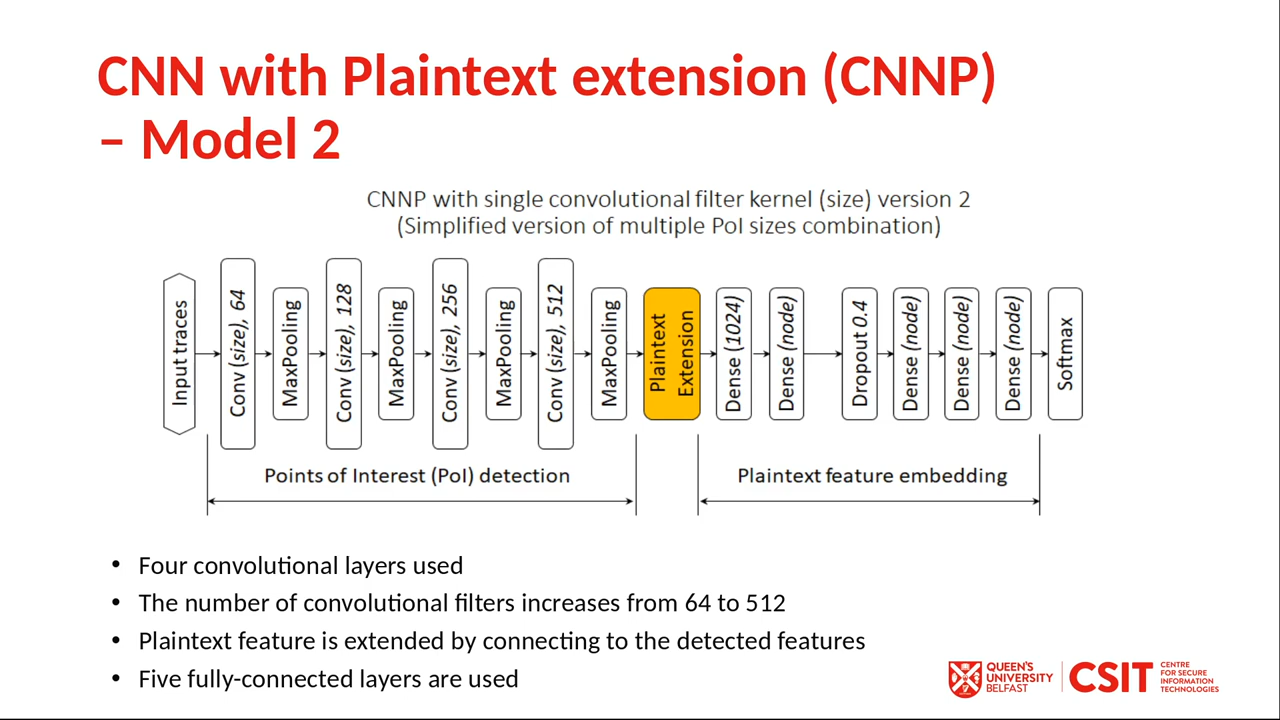 CNN with Plaintext extension (CNNP)
– Model 2
CNNP with single convolutional filter kernel (size) version 2
(Simplified version of multiple PoI sizes combination)
Input traces
Conv (size), 64
MaxPooling
Conv (size), 128
MaxPooling
Conv (size), 256
MaxPooling
Conv (size), 512
MaxPooling
Plaintext
Extension
Dense (1024)
Dense (node)
Dropout 0.4
Dense (node)
Dense (node)
Dense (node)
Softmax
Points of Interest (PoI) detection
Plaintext feature embedding
• Four convolutional layers used
• The number of convolutional filters increases from 64 to 512
• Plaintext feature is extended by connecting to the detected features
• Five fully-connected layers are used
QUEEN'S
UNIVERSITY
BELFAST
CSIT
CENTRE
FOR SECURE
INFORMATION
TECHNOLOGIES